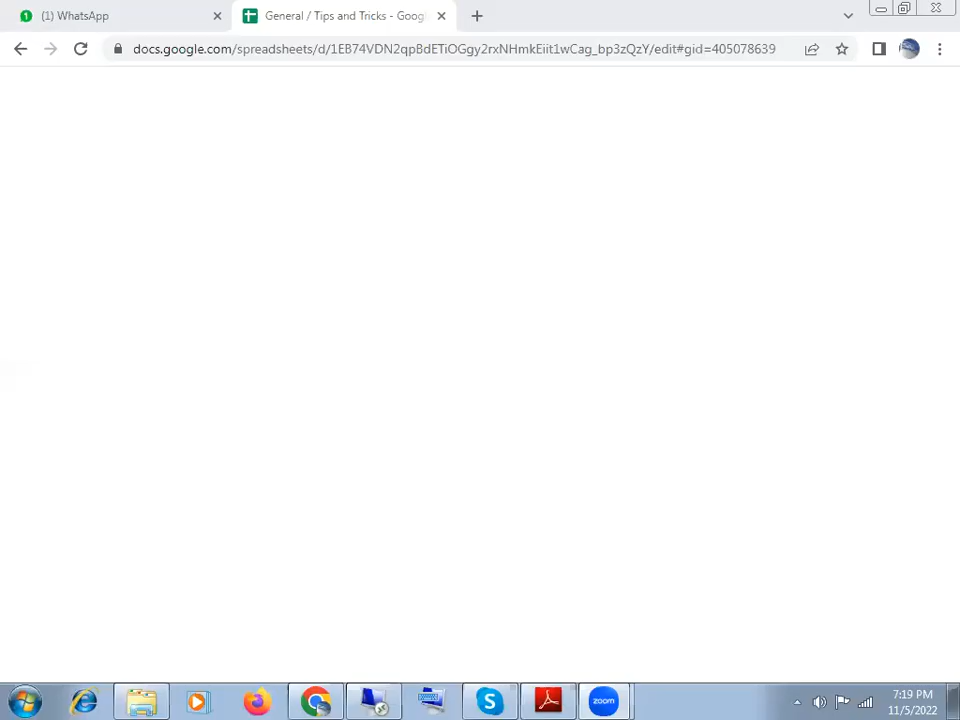 (1) WhatsApp
General / Tips and Tricks - Goog
docs.google.com/spreadsheets/d/1EB74VDN2qpBdETiOGgy2rxNHmkEiit1wCag_bp3zQzY/edit#gid=405078639
zoom
7:19 PM
11/5/2022